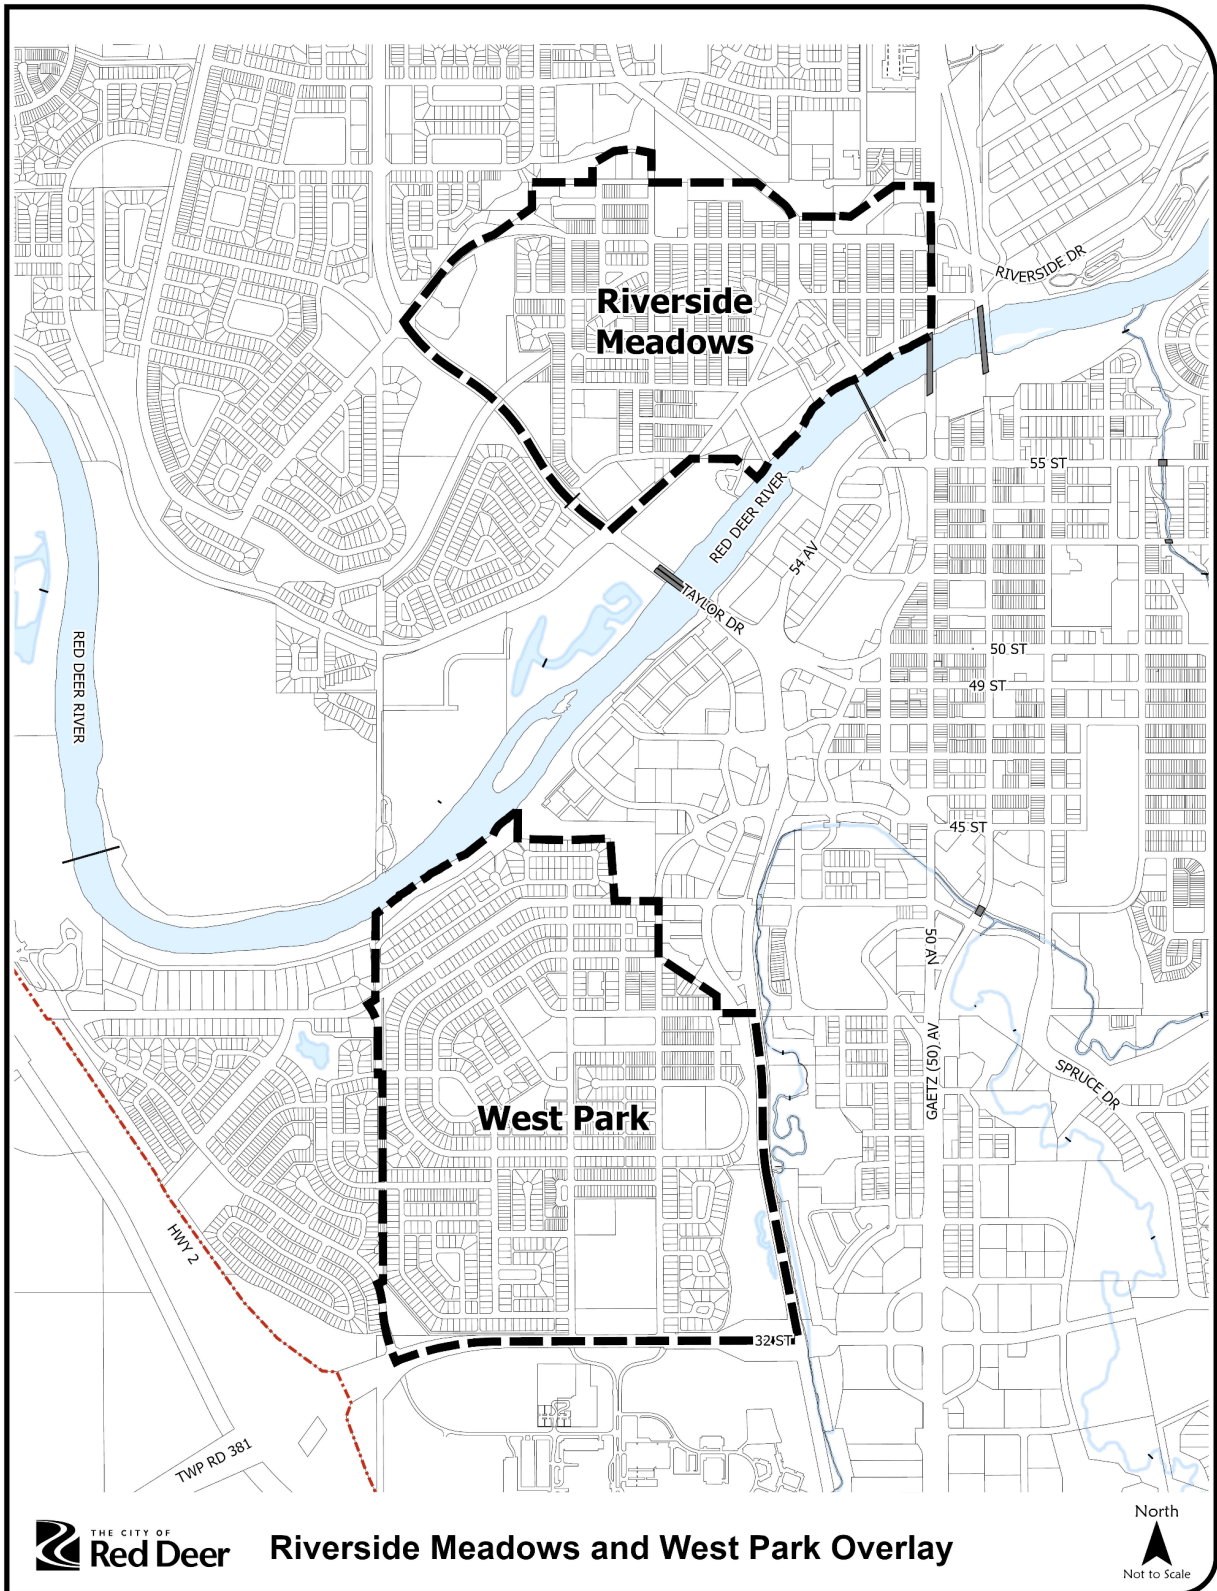 RIVERSIDE DR
Riverside
Meadows
55 ST
RED DEER RIVER
54 AV
TAYLOR DR
50 ST
RED DEER RIVER
49 ST
45 ST
50 AV
GAETZ (50) AV
SPRUCE DR
West Park
HWY 2
32 ST
TWP RD 381
THE CITY OF
Red Deer
Riverside Meadows and West Park Overlay
North
Not to Scale